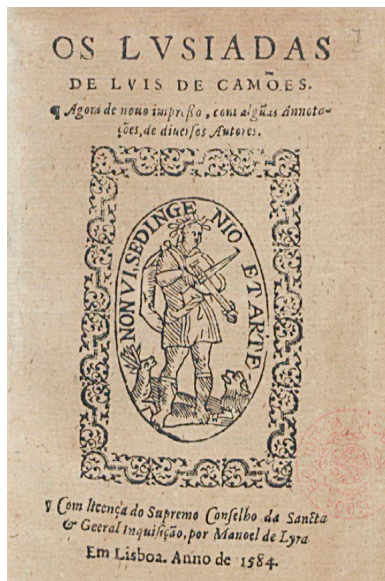 OS LVSIADAS
DE LVIS DE CAMÕES.
¶ Agora de nouo impresso, com algũas Annota-
ções, de diuersos Autores.
NON VI, SED INGENIO, ET ARTE.
¶ Com licença do Supremo Conselho da Sancta
& Geeral Inquisição, por Manoel de Lyra.
Em Lisboa. Anno de 1584.